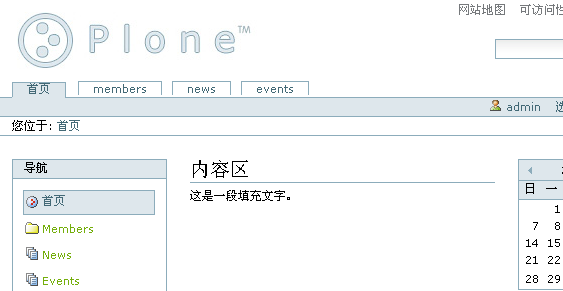 网站地图 可访问性
Plone™
首页 members news events
admin
您位于: 首页
导航
首页
Members
News
Events
内容区
这是一段填充文字。
日 一
1
7 8
14 15
21 22
28 29